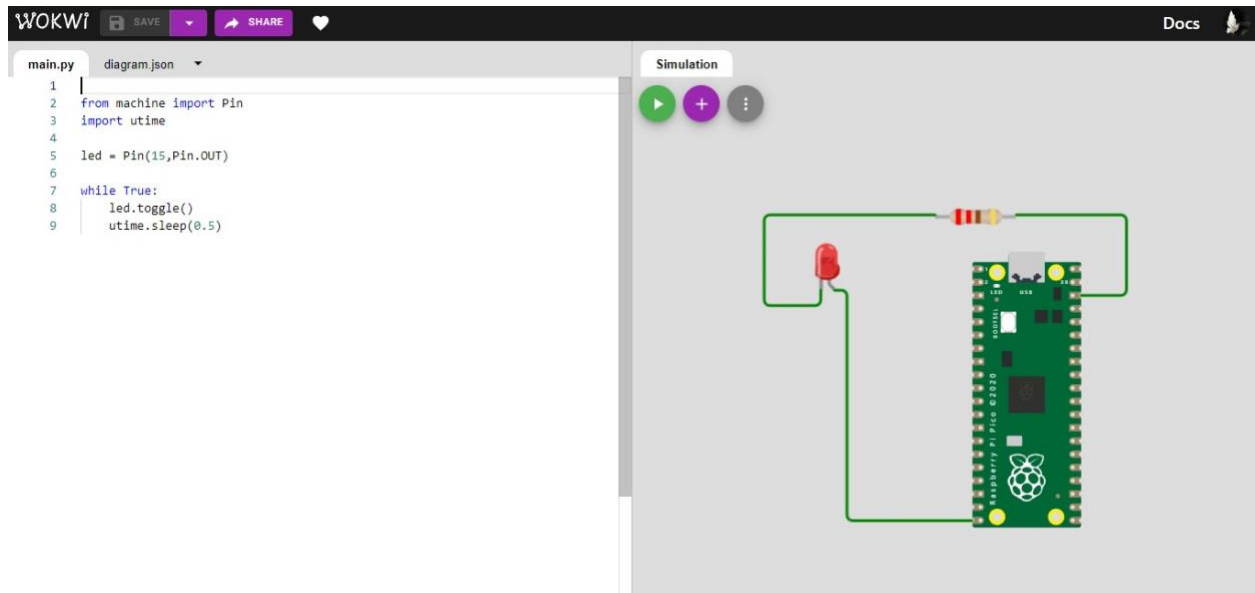 WOKWI SAVE SHARE Docs
main.py diagram.json
1
2 from machine import Pin
3 import utime
4
5 led = Pin(15,Pin.OUT)
6
7 while True:
8 led.toggle()
9 utime.sleep(0.5)
Simulation
LED USB
BOOTSEL
Raspberry Pi Pico ©2020